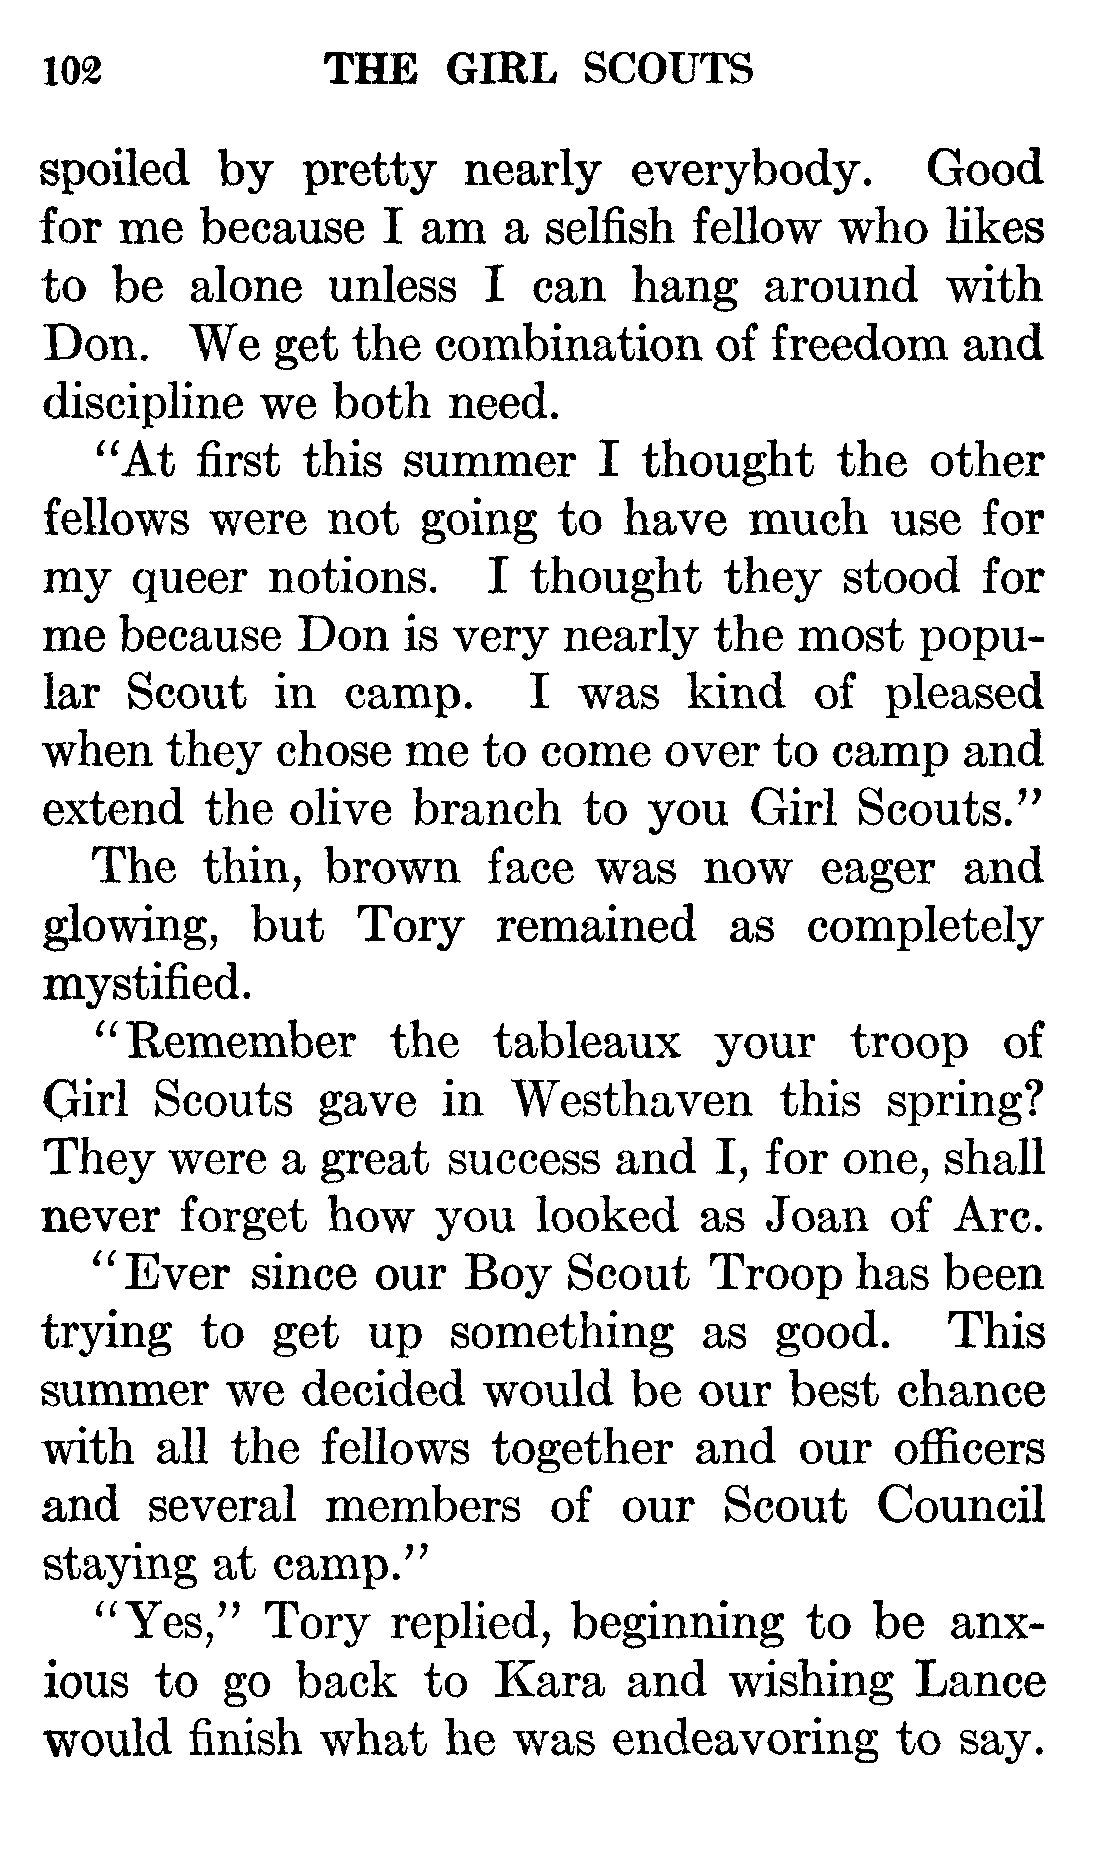 102 THE GIRL SCOUTS
spoiled by pretty nearly everybody. Good
for me because I am a selfish fellow who likes
to be alone unless I can hang around with
Don. We get the combination of freedom and
discipline we both need.
"At first this summer I thought the other
fellows were not going to have much use for
my queer notions. I thought they stood for
me because Don is very nearly the most popu-
lar Scout in camp. I was kind of pleased
when they chose me to come over to camp and
extend the olive branch to you Girl Scouts."
The thin, brown face was now eager and
glowing, but Tory remained as completely
mystified.
"Remember the tableaux your troop of
Girl Scouts gave in Westhaven this spring?
They were a great success and I, for one, shall
never forget how you looked as Joan of Arc.
"Ever since our Boy Scout Troop has been
trying to get up something as good. This
summer we decided would be our best chance
with all the fellows together and our officers
and several members of our Scout Council
staying at camp."
"Yes," Tory replied, beginning to be anx-
ious to go back to Kara and wishing Lance
would finish what he was endeavoring to say.